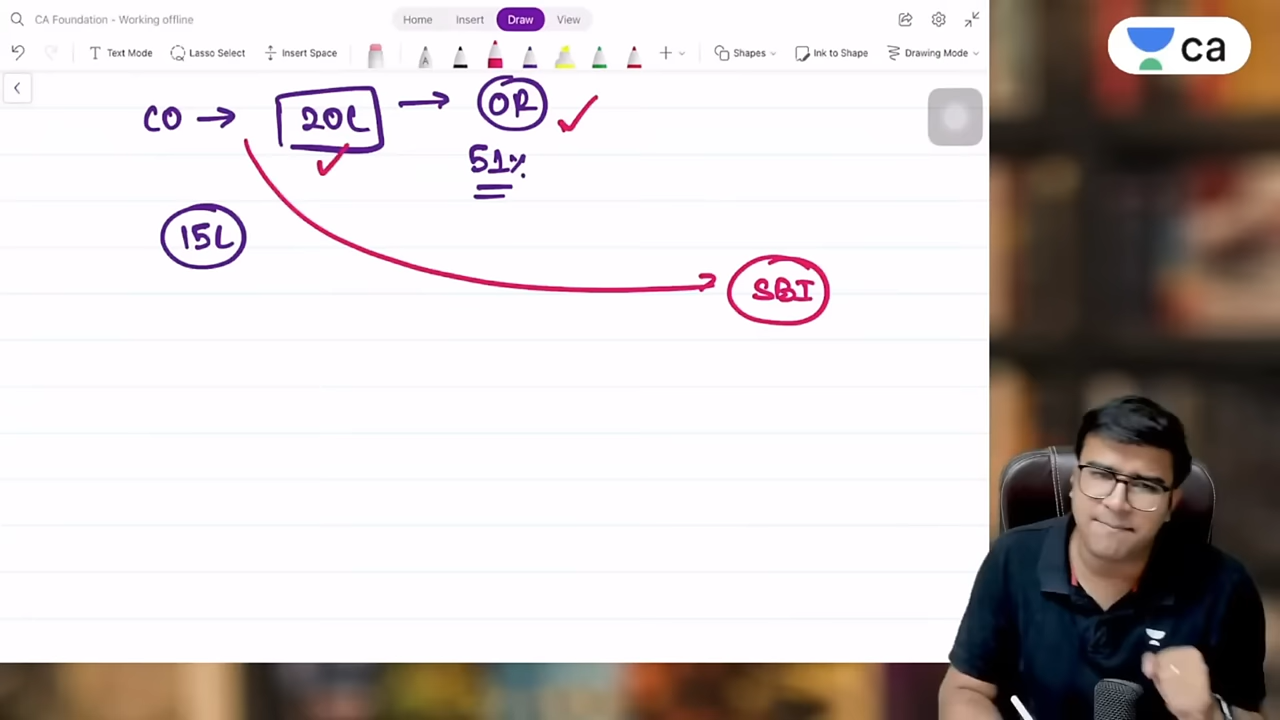 CA Foundation - Working offline
Home Insert Draw View
Text Mode Lasso Select Insert Space Shapes Ink to Shape Drawing Mode
ca
CO → 20L → OR
51%
15L
SBI